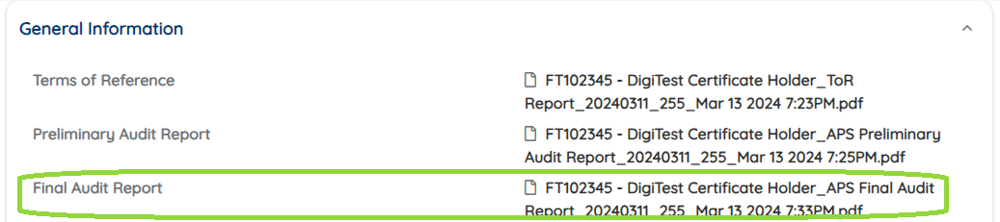 General Information
Terms of Reference
FT102345 - DigiTest Certificate Holder_ToR
Report_20240311_255_Mar 13 2024 7:23PM.pdf
Preliminary Audit Report
FT102345 - DigiTest Certificate Holder_APS Preliminary
Audit Report_20240311_255_Mar 13 2024 7:25PM.pdf
Final Audit Report
FT102345 - DigiTest Certificate Holder_APS Final Audit
Report_20240311_255_Mar 13 2024 7:33PM.pdf